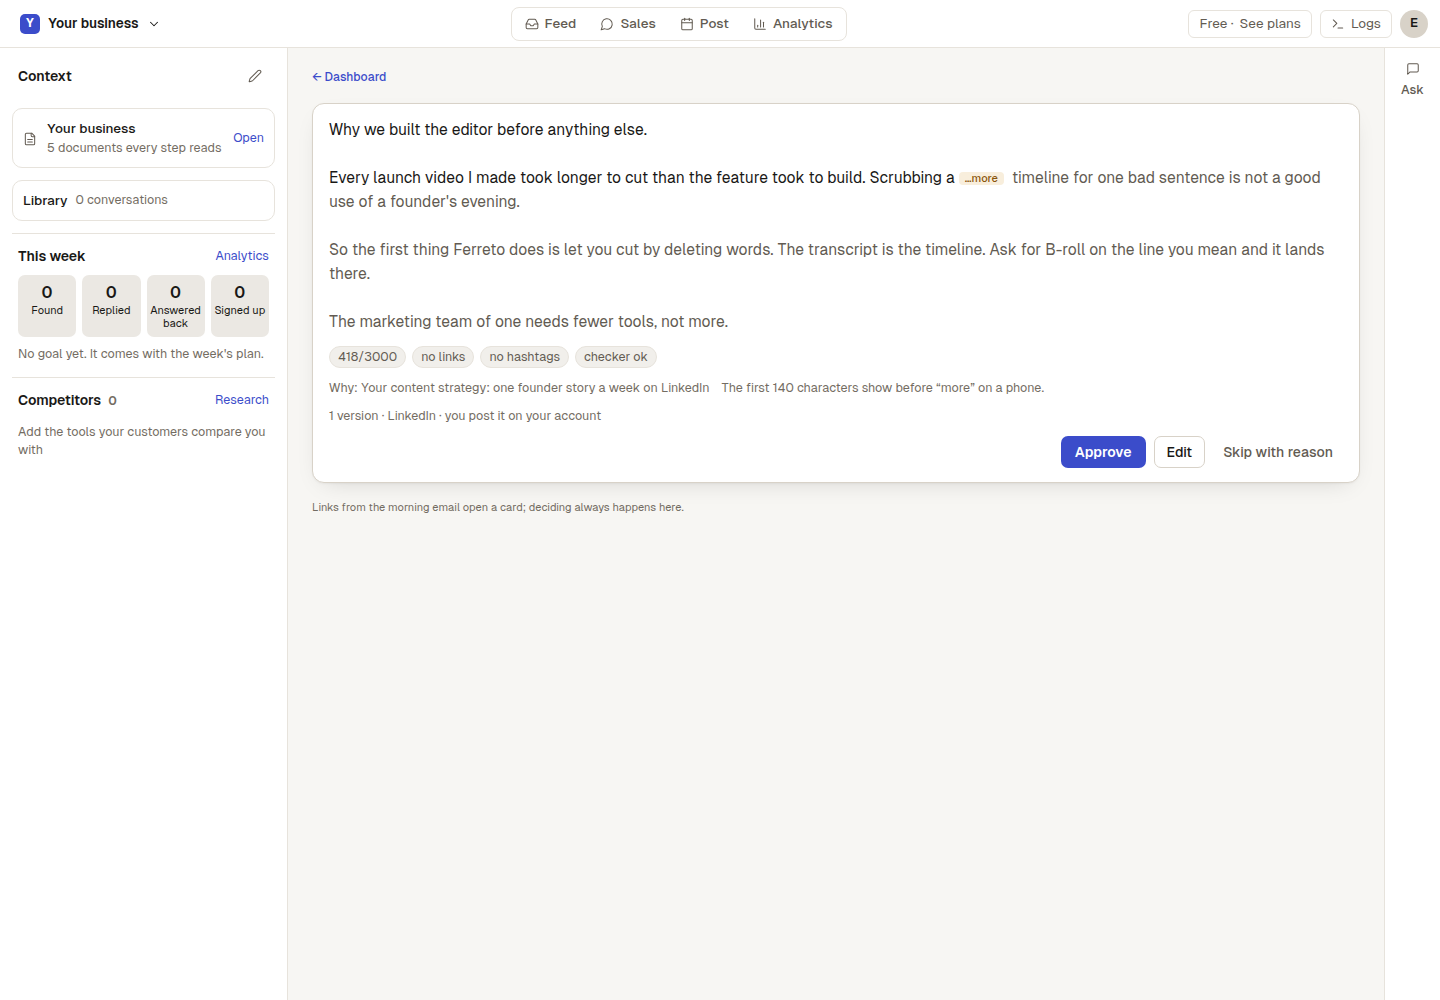 Y Your business
Feed Sales Post Analytics
Free · See plans
Logs
E
Context
Your business
5 documents every step reads
Open
Library 0 conversations
This week
Analytics
0 Found
0 Replied
0 Answered back
0 Signed up
No goal yet. It comes with the week's plan.
Competitors 0
Research
Add the tools your customers compare you
with
← Dashboard
Why we built the editor before anything else.
Every launch video I made took longer to cut than the feature took to build. Scrubbing a ...more timeline for one bad sentence is not a good
use of a founder's evening.
So the first thing Ferreto does is let you cut by deleting words. The transcript is the timeline. Ask for B-roll on the line you mean and it lands
there.
The marketing team of one needs fewer tools, not more.
418/3000 no links no hashtags checker ok
Why: Your content strategy: one founder story a week on LinkedIn The first 140 characters show before “more” on a phone.
1 version · LinkedIn · you post it on your account
Approve Edit Skip with reason
Links from the morning email open a card; deciding always happens here.
Ask